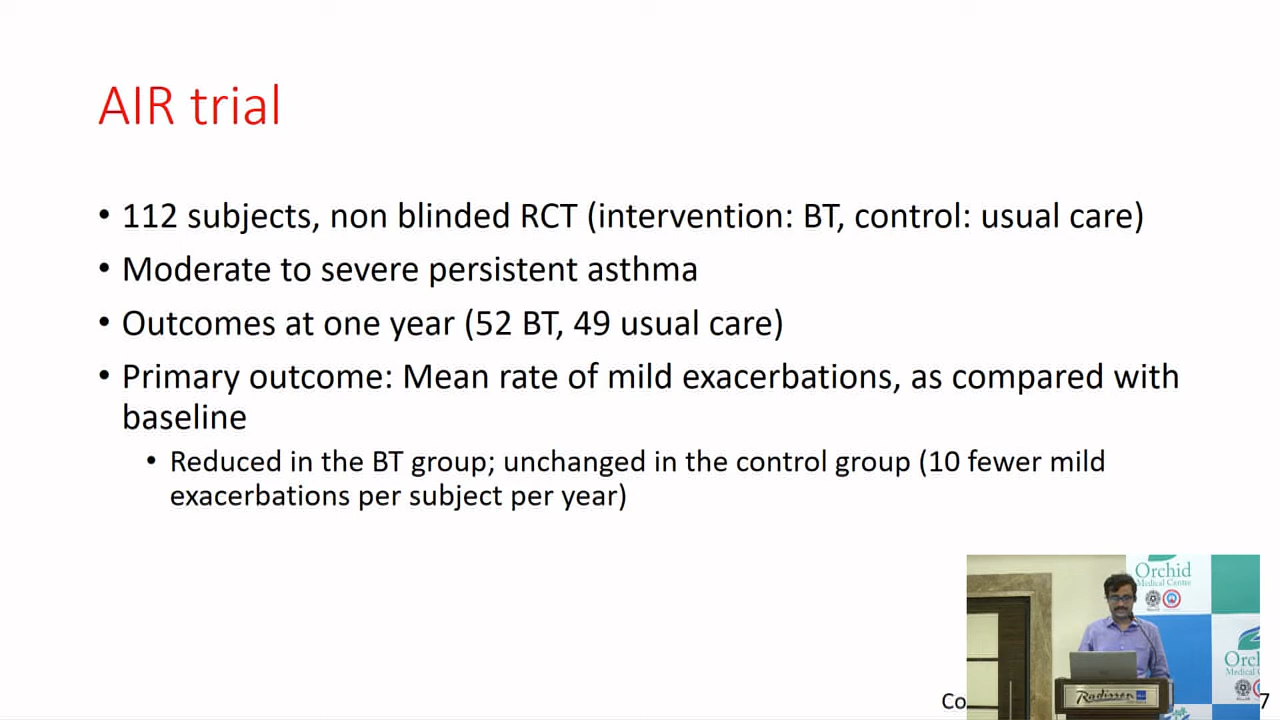 AIR trial
• 112 subjects, non blinded RCT (intervention: BT, control: usual care)
• Moderate to severe persistent asthma
• Outcomes at one year (52 BT, 49 usual care)
• Primary outcome: Mean rate of mild exacerbations, as compared with
baseline
• Reduced in the BT group; unchanged in the control group (10 fewer mild
exacerbations per subject per year)
Orchid
Medical Centre
Orc
Medical C
Radisson
Co
7